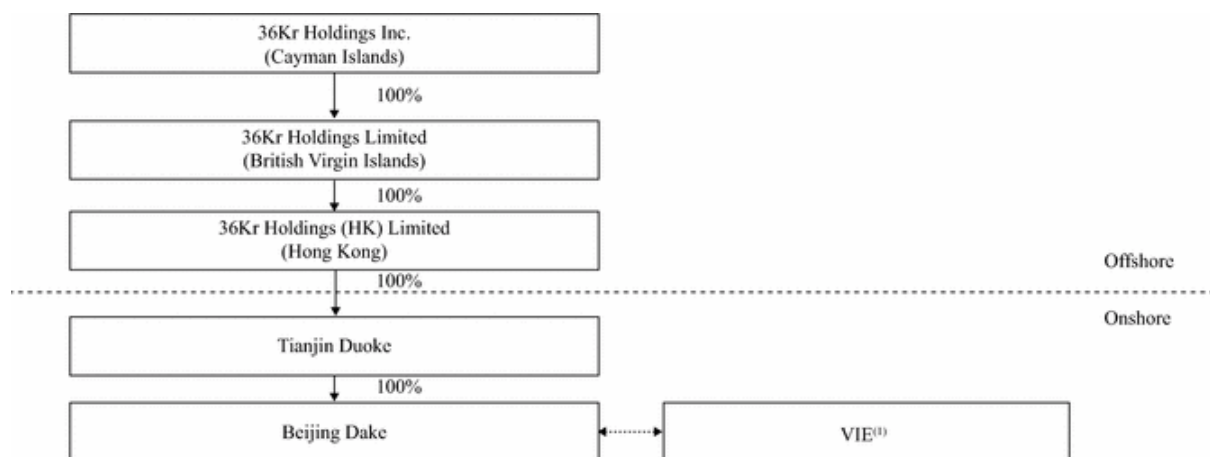 36Kr Holdings Inc.
(Cayman Islands)
100%
36Kr Holdings Limited
(British Virgin Islands)
100%
36Kr Holdings (HK) Limited
(Hong Kong)
Offshore
100%
Onshore
Tianjin Duoke
100%
Beijing Dake
VIE(1)